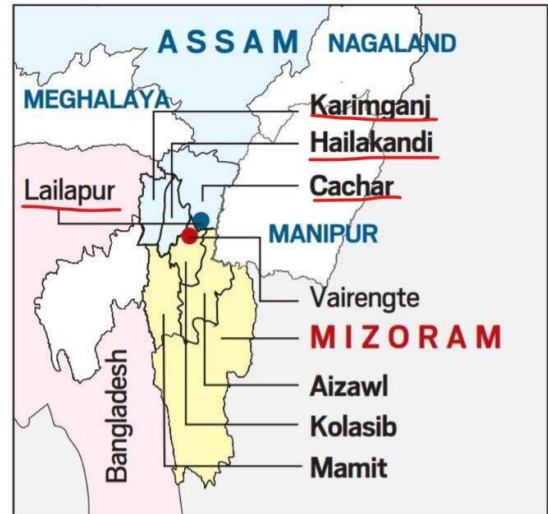 ASSAM
NAGALAND
MEGHALAYA
Karimganj
Hailakandi
Lailapur
Cachar
MANIPUR
Vairengte
MIZORAM
Bangladesh
Aizawl
Kolasib
Mamit